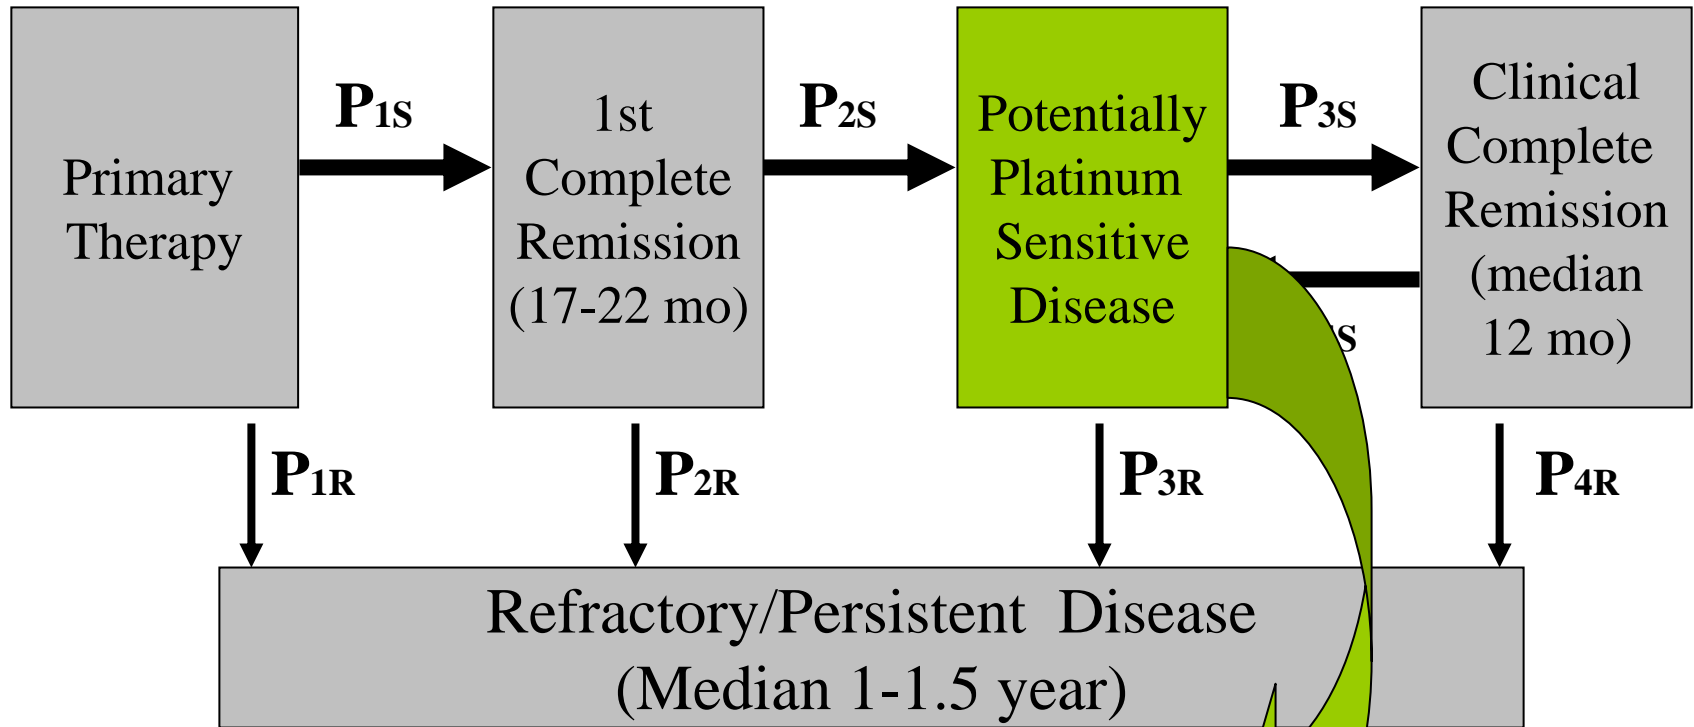 Primary
Therapy
P1S
1st
Complete
Remission
(17-22 mo)
P2S
Potentially
Platinum
Sensitive
Disease
P3S
Clinical
Complete
Remission
(median
12 mo)
P1R
P2R
P3R
P4R
Refractory/Persistent Disease
(Median 1-1.5 year)